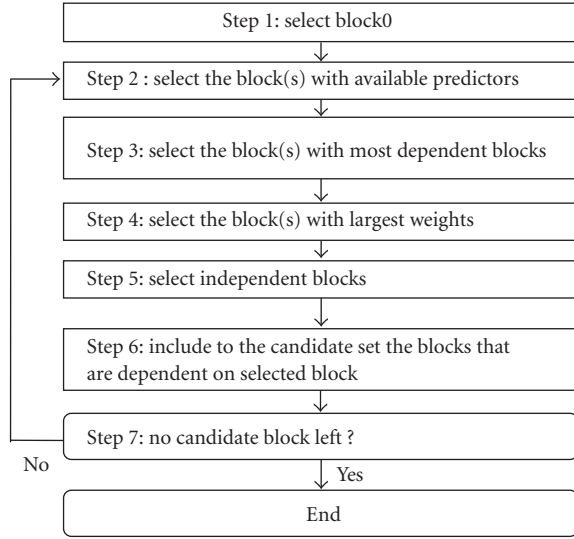 Step 1: select block0
Step 2 : select the block(s) with available predictors
Step 3: select the block(s) with most dependent blocks
Step 4: select the block(s) with largest weights
Step 5: select independent blocks
Step 6: include to the candidate set the blocks that
are dependent on selected block
Step 7: no candidate block left ?
No
Yes
End